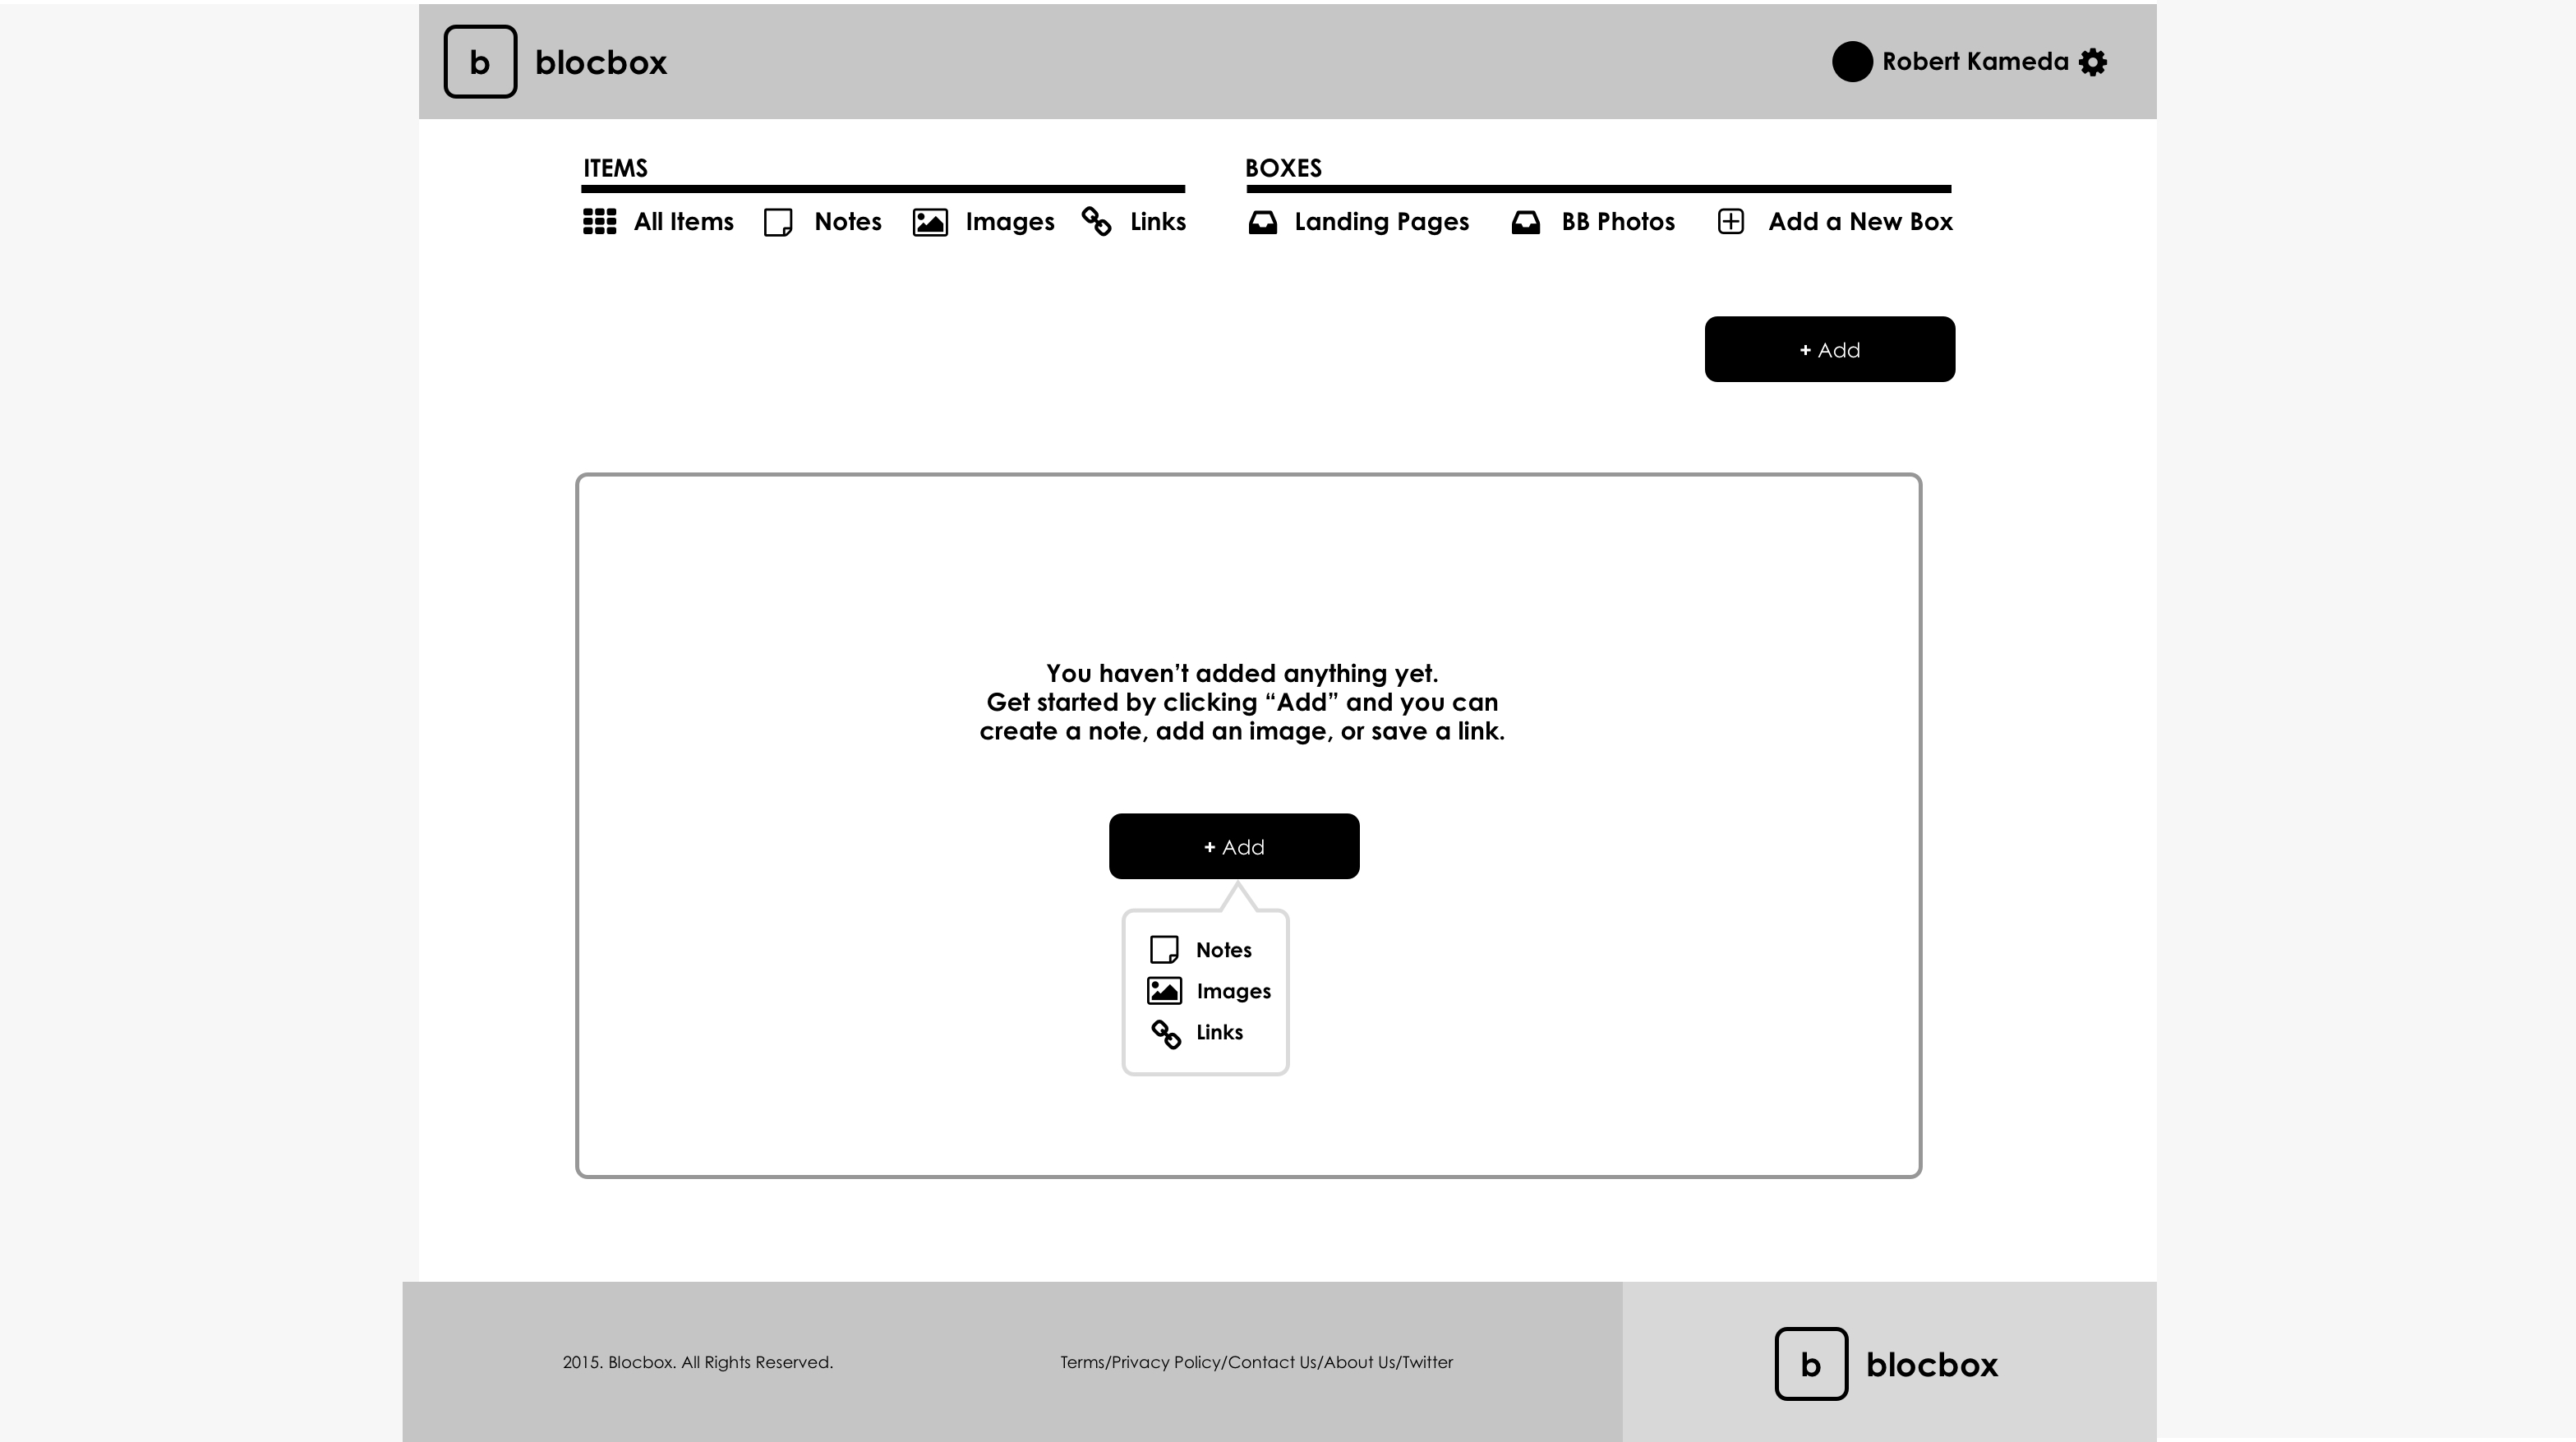 b blocbox
Robert Kameda
ITEMS
All Items Notes Images Links
BOXES
Landing Pages BB Photos Add a New Box
+ Add
You haven’t added anything yet.
Get started by clicking “Add” and you can
create a note, add an image, or save a link.
+ Add
Notes
Images
Links
2015. Blocbox. All Rights Reserved.
Terms/Privacy Policy/Contact Us/About Us/Twitter
b blocbox